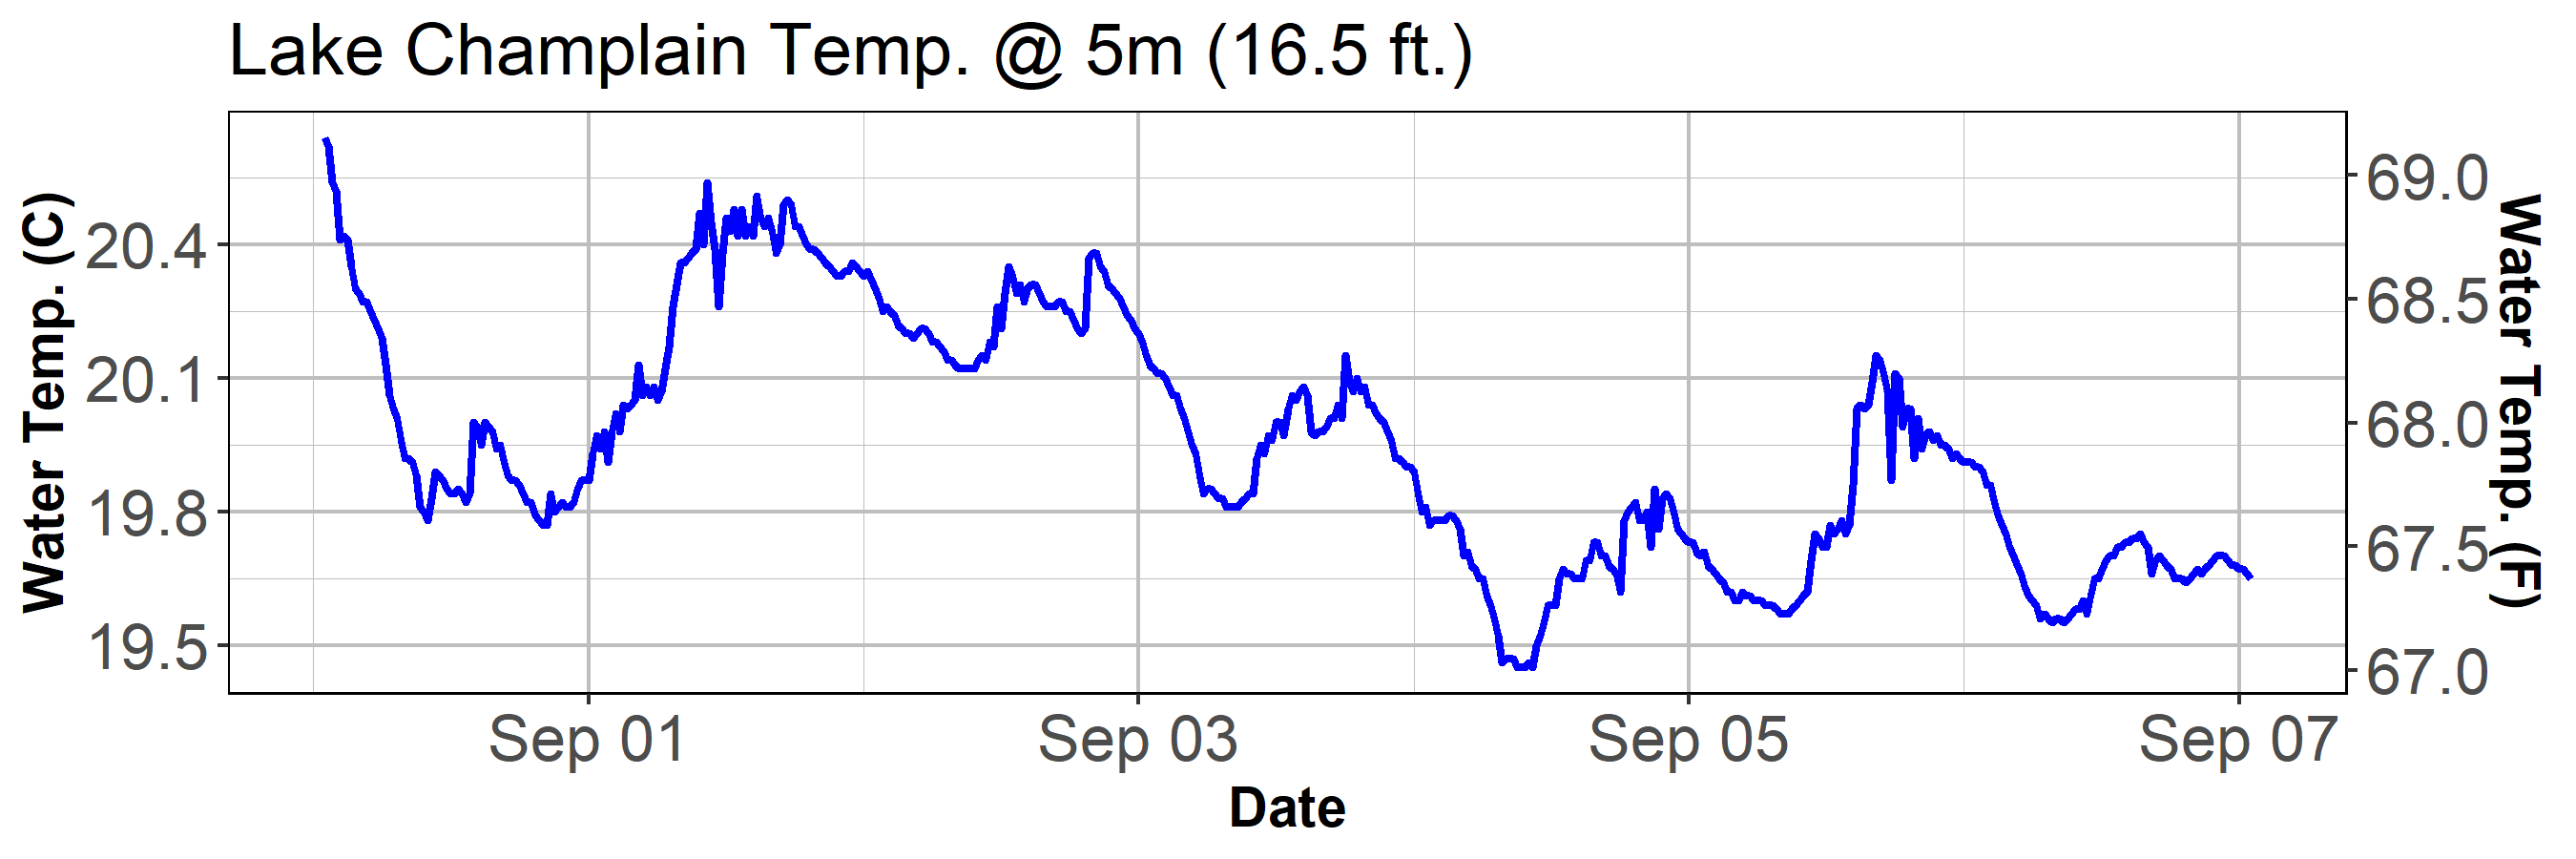 Lake Champlain Temp. @ 5m (16.5 ft.)
Water Temp. (C)
20.4
20.1
19.8
19.5
69.0
68.5
68.0
67.5
67.0
Water Temp. (F)
Sep 01
Sep 03
Sep 05
Sep 07
Date